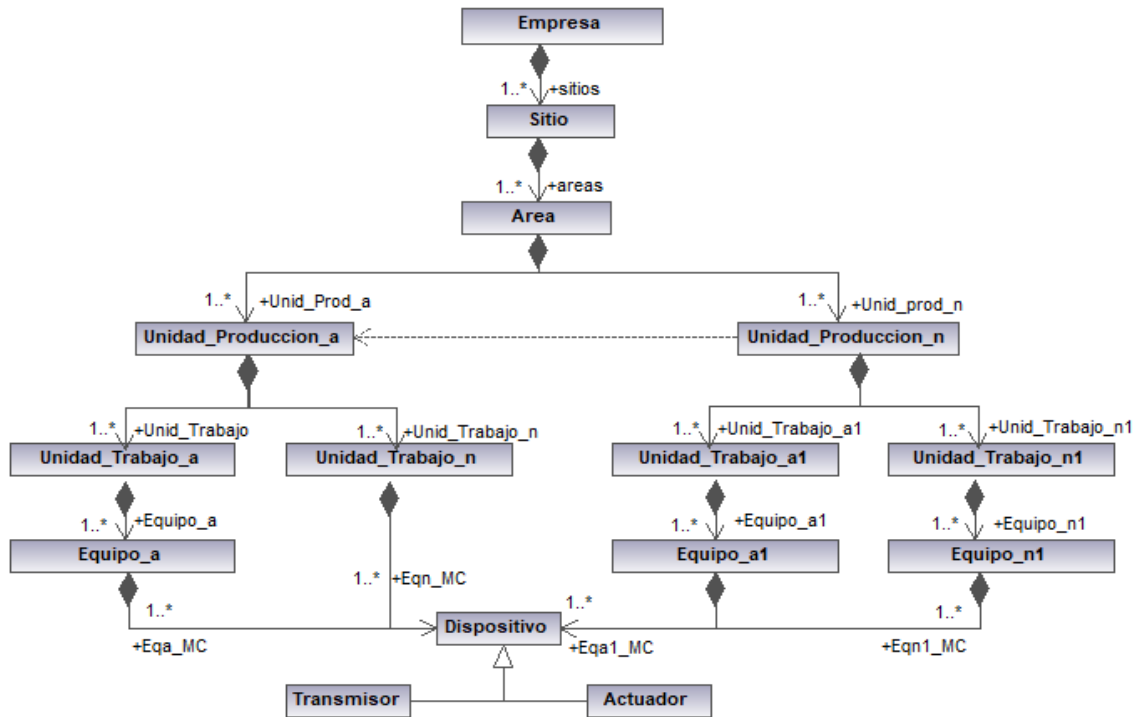 Empresa
1..* +sitios
Sitio
1..* +areas
Area
1..* +Unid_Prod_a 1..* +Unid_prod_n
Unidad_Produccion_a Unidad_Produccion_n
1..* +Unid_Trabajo 1..* +Unid_Trabajo_n 1..* +Unid_Trabajo_a1 1..* +Unid_Trabajo_n1
Unidad_Trabajo_a Unidad_Trabajo_n Unidad_Trabajo_a1 Unidad_Trabajo_n1
1..* +Equipo_a 1..* +Equipo_a1 1..* +Equipo_n1
Equipo_a Equipo_a1 Equipo_n1
1..* +Eqn_MC
1..* 1..*
Dispositivo
+Eqa_MC +Eqa1_MC +Eqn1_MC
Transmisor Actuador